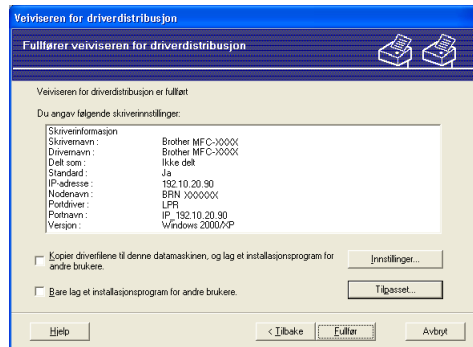 Veiviseren for driverdistribusjon
Fullfører veiviseren for driverdistribusjon
Veiviseren for driverdistribusjon er fullført
Du angav følgende skriverinnstillinger:
Skriverinformasjon
Skrivernavn : Brother MFC-XXXX
Drivernavn : Brother MFC-XXXX
Delt som : Ikke delt
Standard : Ja
IP-adresse : 192.10.20.90
Nodenavn : BRN XXXXXX
Portdriver : LPR
Portnavn : IP_192.10.20.90
Versjon : Windows 2000/XP
Kopier driverfilene til denne datamaskinen, og lag et installasjonsprogram for
andre brukere.
Innstillinger...
Bare lag et installasjonsprogram for andre brukere.
Tilpasset...
Hjelp
< Tilbake
Fullfør
Avbryt